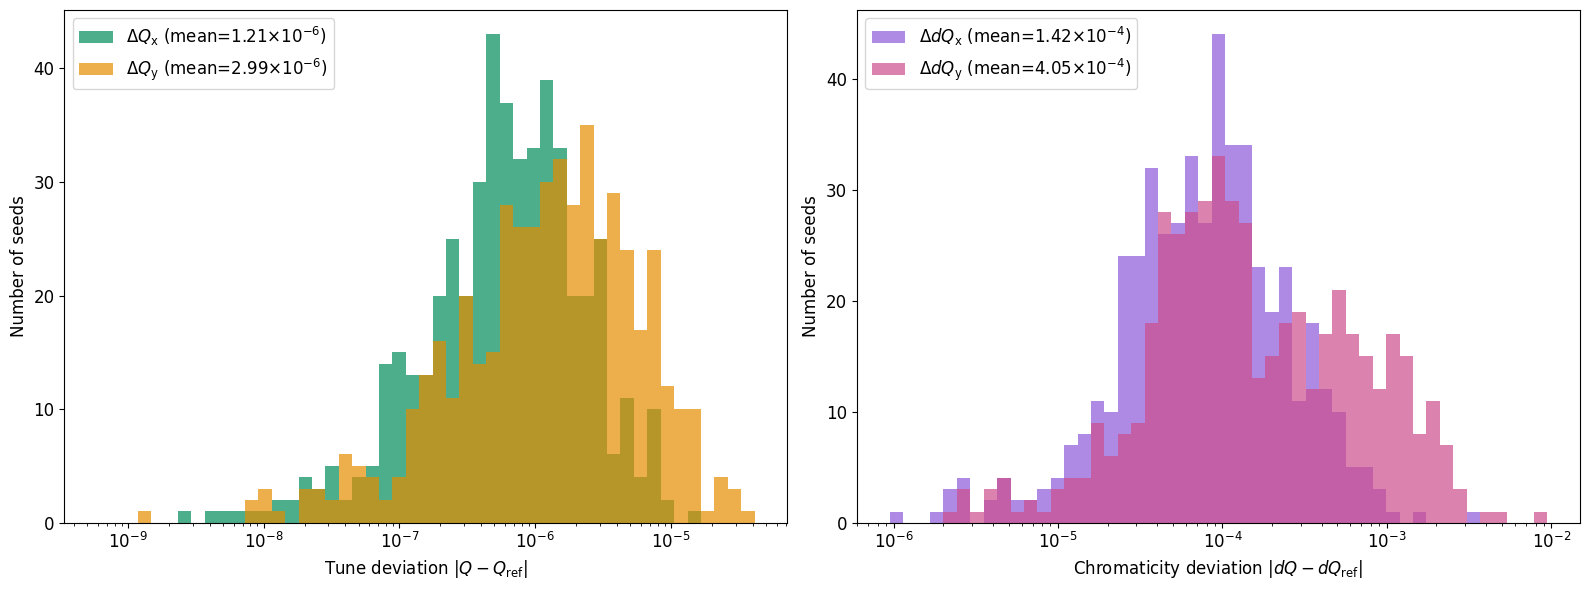 ΔQx (mean=1.21×10⁻⁶)
ΔQy (mean=2.99×10⁻⁶)
Number of seeds
40
30
20
10
0
10⁻⁹
10⁻⁸
10⁻⁷
10⁻⁶
10⁻⁵
Tune deviation |Q − Qref|
ΔdQx (mean=1.42×10⁻⁴)
ΔdQy (mean=4.05×10⁻⁴)
Number of seeds
40
30
20
10
0
10⁻⁶
10⁻⁵
10⁻⁴
10⁻³
10⁻²
Chromaticity deviation |dQ − dQref|